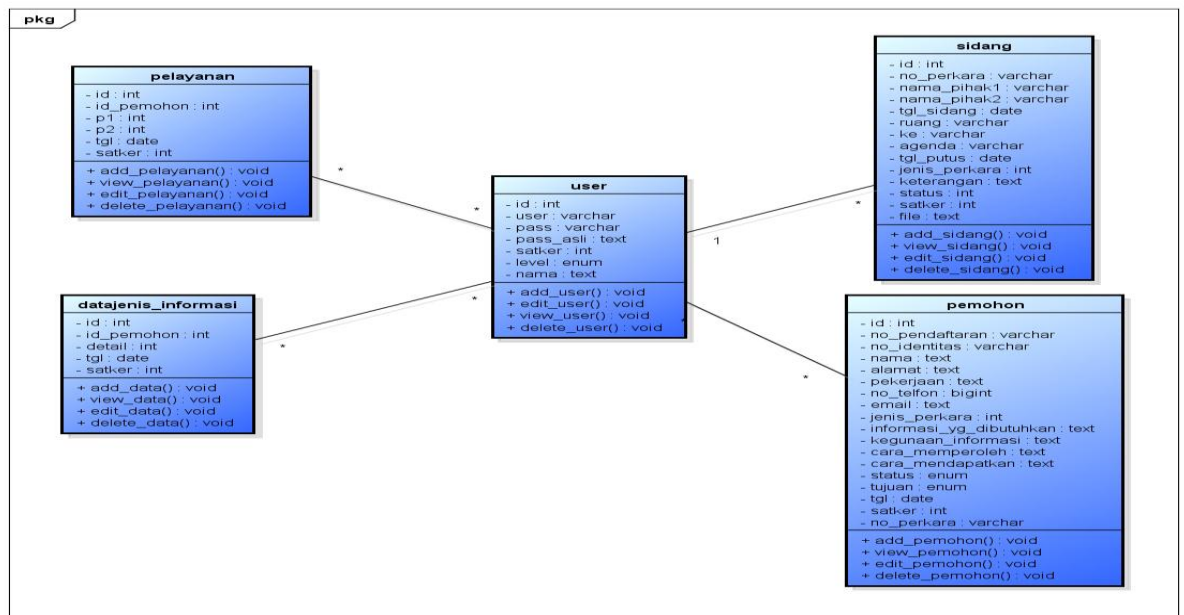 pkg
pelayanan
- id : int
- id_pemohon : int
- p1 : int
- p2 : int
- tgl : date
- satker : int
+ add_pelayanan() : void
+ view_pelayanan() : void
+ edit_pelayanan() : void
+ delete_pelayanan() : void
*
*
user
- id : int
- user : varchar
- pass : varchar
- pass_asli : text
- satker : int
- level : enum
- nama : text
+ add_user() : void
+ edit_user() : void
+ view_user() : void
+ delete_user() : void
1
*
sidang
- id : int
- no_perkara : varchar
- nama_pihak1 : varchar
- nama_pihak2 : varchar
- tgl_sidang : date
- ruang : varchar
- ke : varchar
- agenda : varchar
- tgl_putus : date
- jenis_perkara : int
- keterangan : text
- status : int
- satker : int
- file : text
+ add_sidang() : void
+ view_sidang() : void
+ edit_sidang() : void
+ delete_sidang() : void
datajenis_informasi
- id : int
- id_pemohon : int
- detail : int
- tgl : date
- satker : int
+ add_data() : void
+ view_data() : void
+ edit_data() : void
+ delete_data() : void
*
*
*
pemohon
- id : int
- no_pendaftaran : varchar
- no_identitas : varchar
- nama : text
- alamat : text
- pekerjaan : text
- no_telfon : bigint
- email : text
- jenis_perkara : int
- informasi_yg_dibutuhkan : text
- kegunaan_informasi : text
- cara_memperoleh : text
- cara_mendapatkan : text
- status : enum
- tujuan : enum
- tgl : date
- satker : int
- no_perkara : varchar
+ add_pemohon() : void
+ view_pemohon() : void
+ edit_pemohon() : void
+ delete_pemohon() : void